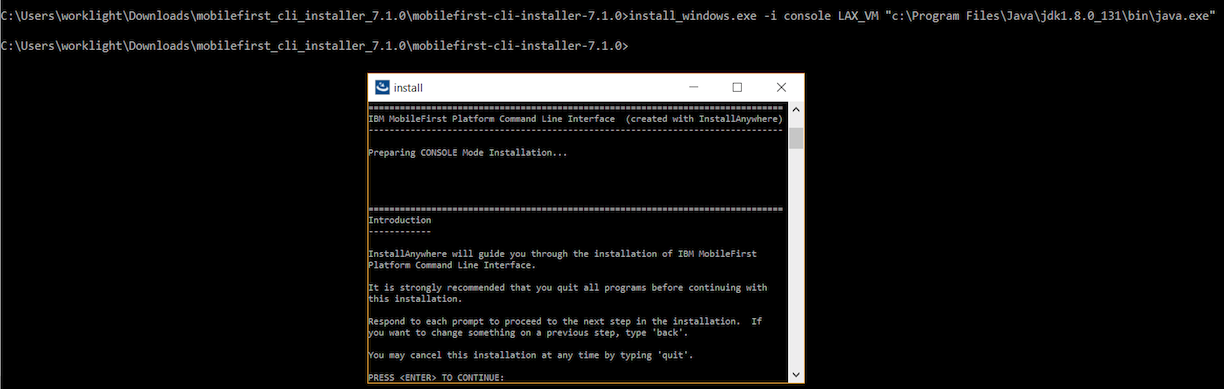 C:\Users\worklight\Downloads\mobilefirst_cli_installer_7.1.0\mobilefirst-cli-installer-7.1.0>install_windows.exe -i console LAX_VM "c:\Program Files\Java\jdk1.8.0_131\bin\java.exe"
C:\Users\worklight\Downloads\mobilefirst_cli_installer_7.1.0\mobilefirst-cli-installer-7.1.0>
install
===============================================================================
IBM MobileFirst Platform Command Line Interface  (created with InstallAnywhere)
-------------------------------------------------------------------------------
Preparing CONSOLE Mode Installation...
===============================================================================
Introduction
------------
InstallAnywhere will guide you through the installation of IBM MobileFirst
Platform Command Line Interface.
It is strongly recommended that you quit all programs before continuing with
this installation.
Respond to each prompt to proceed to the next step in the installation.  If
you want to change something on a previous step, type 'back'.
You may cancel this installation at any time by typing 'quit'.
PRESS <ENTER> TO CONTINUE: